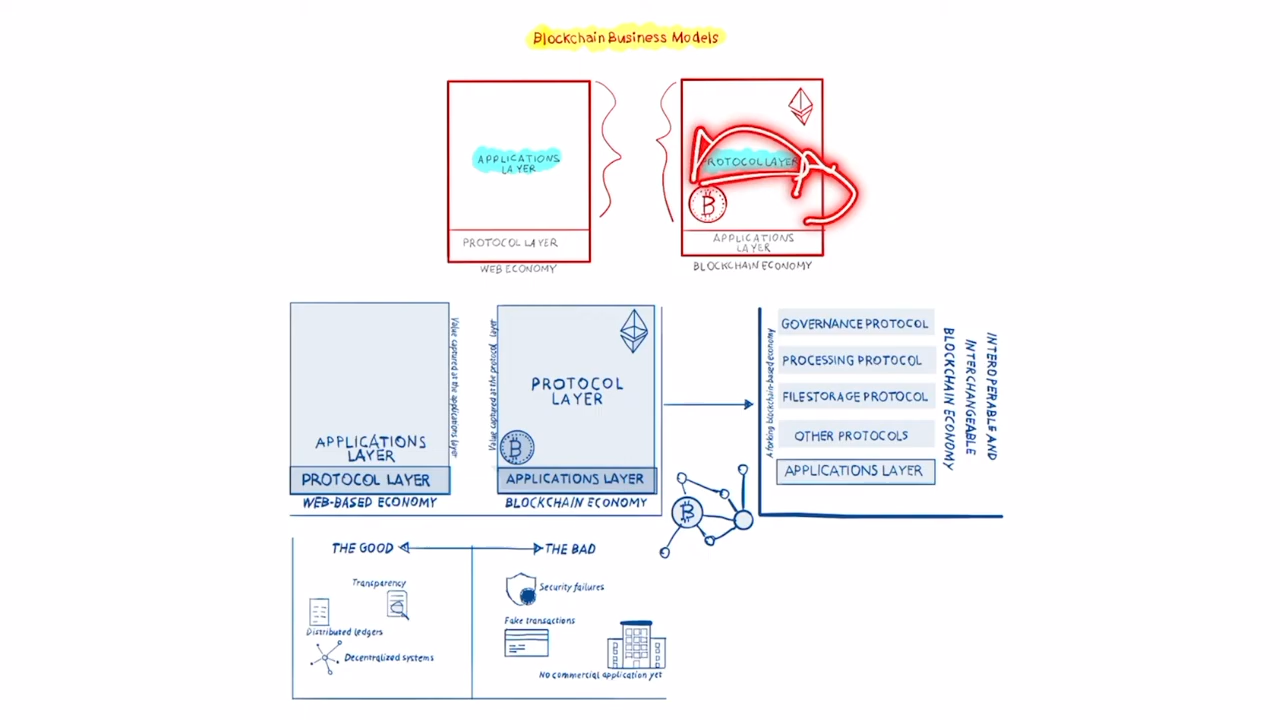 Blockchain Business Models
APPLICATIONS
LAYER
PROTOCOL LAYER
WEB ECONOMY
PROTOCOL LAYER
B
APPLICATIONS
LAYER
BLOCKCHAIN ECONOMY
APPLICATIONS
LAYER
PROTOCOL LAYER
WEB-BASED ECONOMY
Value captured at the applications layer
Value captured at the protocol layer
PROTOCOL
LAYER
B
APPLICATIONS LAYER
BLOCKCHAIN ECONOMY
B
A forking blockchain-based economy
GOVERNANCE PROTOCOL
PROCESSING PROTOCOL
FILESTORAGE PROTOCOL
OTHER PROTOCOLS
APPLICATIONS LAYER
INTEROPERABLE AND
INTERCHANGEABLE
BLOCKCHAIN ECONOMY
THE GOOD
THE BAD
Transparency
Distributed ledgers
Decentralized systems
Security failures
Fake transactions
No commercial application yet